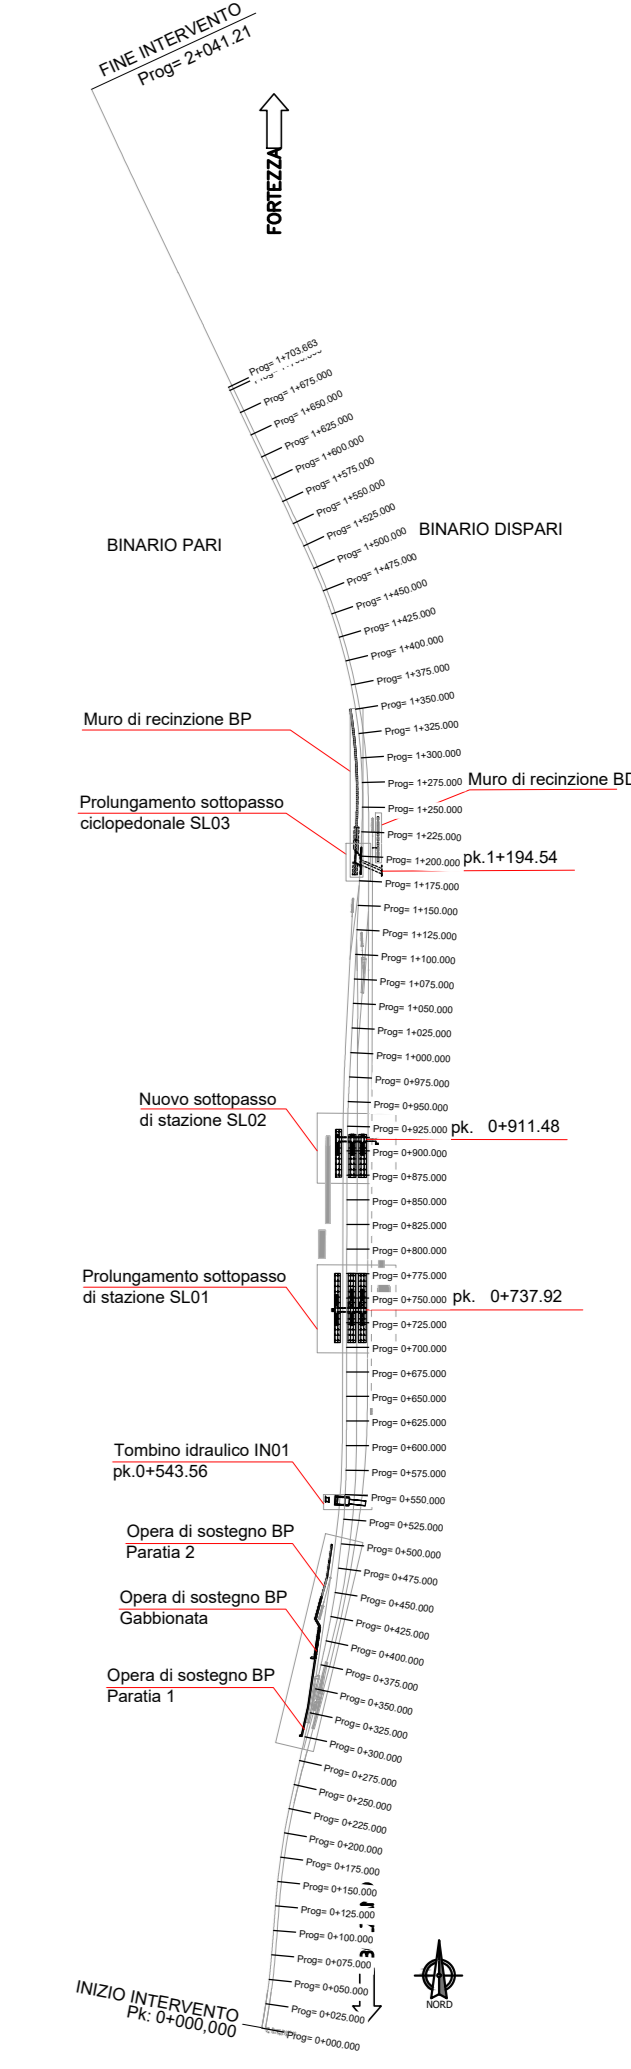 FINE INTERVENTO
Prog= 2+041.21
FORTEZZA
Prog= 1+703.663
Prog= 1+675.000
Prog= 1+650.000
Prog= 1+625.000
Prog= 1+600.000
Prog= 1+575.000
Prog= 1+550.000
Prog= 1+525.000
BINARIO PARI
BINARIO DISPARI
Prog= 1+500.000
Prog= 1+475.000
Prog= 1+450.000
Prog= 1+425.000
Prog= 1+400.000
Prog= 1+375.000
Prog= 1+350.000
Muro di recinzione BP
Prog= 1+325.000
Prog= 1+300.000
Prog= 1+275.000
Muro di recinzione BD
Prolungamento sottopasso
ciclopedonale SL03
Prog= 1+250.000
Prog= 1+225.000
Prog= 1+200.000
pk.1+194.54
Prog= 1+175.000
Prog= 1+150.000
Prog= 1+125.000
Prog= 1+100.000
Prog= 1+075.000
Prog= 1+050.000
Prog= 1+025.000
Prog= 1+000.000
Prog= 0+975.000
Nuovo sottopasso
di stazione SL02
Prog= 0+950.000
Prog= 0+925.000
pk. 0+911.48
Prog= 0+900.000
Prog= 0+875.000
Prog= 0+850.000
Prog= 0+825.000
Prog= 0+800.000
Prolungamento sottopasso
di stazione SL01
Prog= 0+775.000
Prog= 0+750.000
pk. 0+737.92
Prog= 0+725.000
Prog= 0+700.000
Prog= 0+675.000
Prog= 0+650.000
Prog= 0+625.000
Prog= 0+600.000
Tombino idraulico IN01
pk.0+543.56
Prog= 0+575.000
Prog= 0+550.000
Prog= 0+525.000
Opera di sostegno BP
Paratia 2
Prog= 0+500.000
Prog= 0+475.000
Opera di sostegno BP
Gabbionata
Prog= 0+450.000
Prog= 0+425.000
Prog= 0+400.000
Opera di sostegno BP
Paratia 1
Prog= 0+375.000
Prog= 0+350.000
Prog= 0+325.000
Prog= 0+300.000
Prog= 0+275.000
Prog= 0+250.000
Prog= 0+225.000
Prog= 0+200.000
Prog= 0+175.000
Prog= 0+150.000
Prog= 0+125.000
Prog= 0+100.000
Prog= 0+075.000
Prog= 0+050.000
Prog= 0+025.000
Prog= 0+000.000
NORD
INIZIO INTERVENTO
Pk: 0+000,000